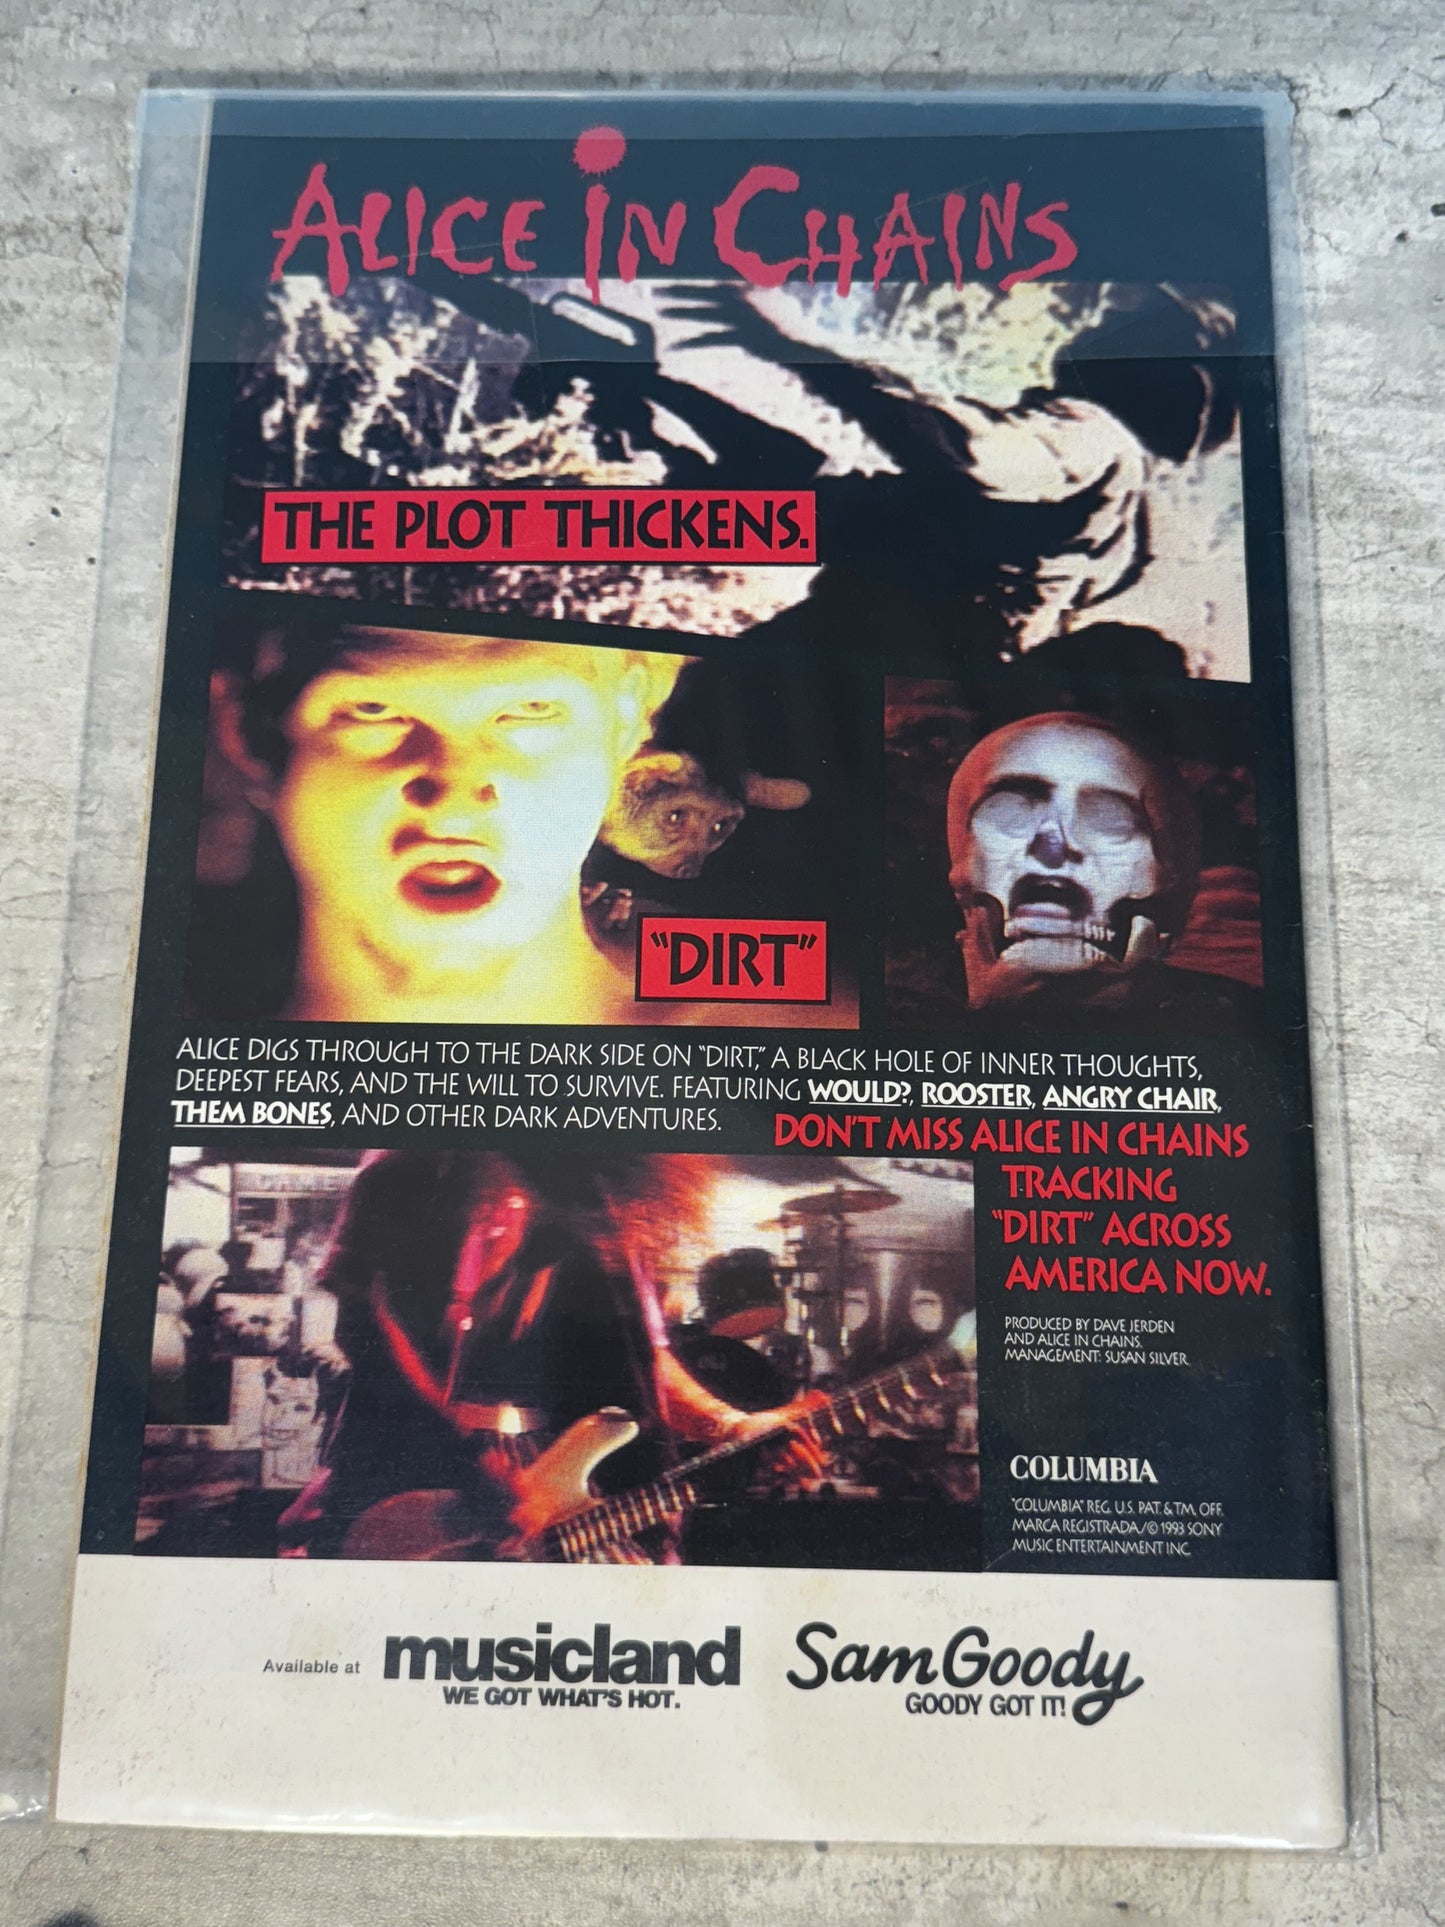 ALICE IN CHAINS
THE PLOT THICKENS.
"DIRT"
ALICE DIGS THROUGH TO THE DARK SIDE ON "DIRT," A BLACK HOLE OF INNER THOUGHTS,
DEEPEST FEARS, AND THE WILL TO SURVIVE. FEATURING WOULD?, ROOSTER, ANGRY CHAIR,
THEM BONES, AND OTHER DARK ADVENTURES.
DON'T MISS ALICE IN CHAINS
TRACKING
"DIRT" ACROSS
AMERICA NOW.
PRODUCED BY DAVE JERDEN
AND ALICE IN CHAINS.
MANAGEMENT: SUSAN SILVER
COLUMBIA
"COLUMBIA" REG. U.S. PAT. & TM. OFF.
MARCA REGISTRADA/© 1993 SONY
MUSIC ENTERTAINMENT INC.
Available at musicland Sam Goody
WE GOT WHAT'S HOT. GOODY GOT IT!